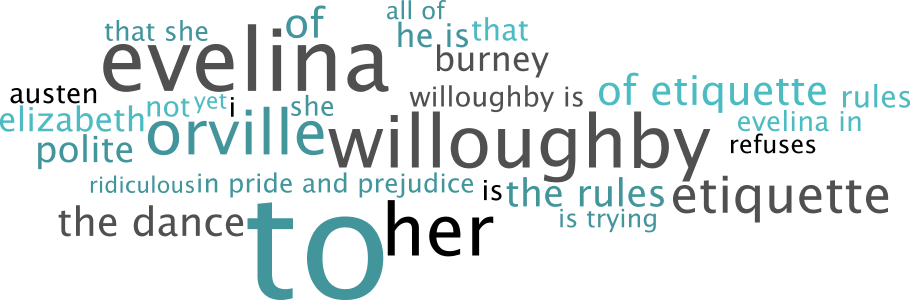 all of
that she
of
he is
that
evelina
burney
austen
elizabeth
not
yet
i
she
willoughby is
of etiquette
rules
orville
willoughby
evelina in
polite
refuses
ridiculous
in pride and prejudice
is
the rules
etiquette
the dance
to
her
is trying